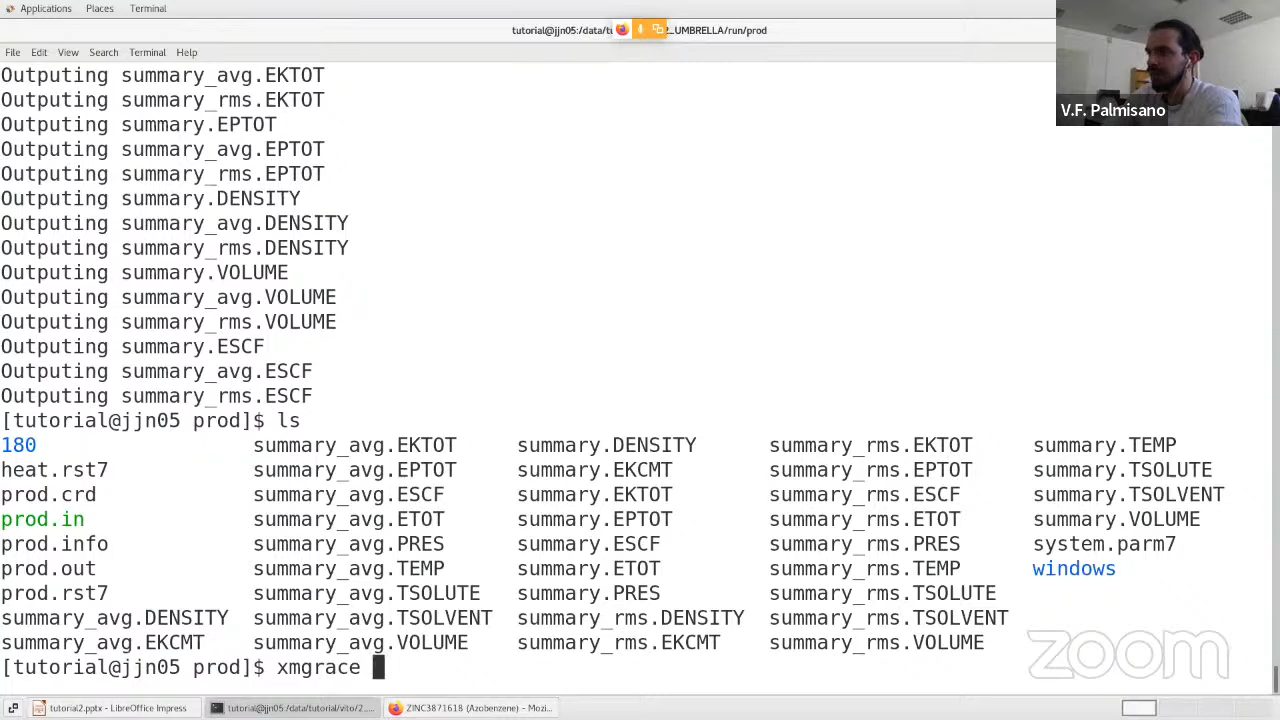 Applications Places Terminal
tutorial@jjn05:/data/tu 2_UMBRELLA/run/prod
File Edit View Search Terminal Help
V.F. Palmisano
Outputing summary_avg.EKTOT
Outputing summary_rms.EKTOT
Outputing summary.EPTOT
Outputing summary_avg.EPTOT
Outputing summary_rms.EPTOT
Outputing summary.DENSITY
Outputing summary_avg.DENSITY
Outputing summary_rms.DENSITY
Outputing summary.VOLUME
Outputing summary_avg.VOLUME
Outputing summary_rms.VOLUME
Outputing summary.ESCF
Outputing summary_avg.ESCF
Outputing summary_rms.ESCF
[tutorial@jjn05 prod]$ ls
180 summary_avg.EKTOT summary.DENSITY summary_rms.EKTOT summary.TEMP
heat.rst7 summary_avg.EPTOT summary.EKCMT summary_rms.EPTOT summary.TSOLUTE
prod.crd summary_avg.ESCF summary.EKTOT summary_rms.ESCF summary.TSOLVENT
prod.in summary_avg.ETOT summary.EPTOT summary_rms.ETOT summary.VOLUME
prod.info summary_avg.PRES summary.ESCF summary_rms.PRES system.parm7
prod.out summary_avg.TEMP summary.ETOT summary_rms.TEMP windows
prod.rst7 summary_avg.TSOLUTE summary.PRES summary_rms.TSOLUTE
summary_avg.DENSITY summary_avg.TSOLVENT summary_rms.DENSITY summary_rms.TSOLVENT
summary_avg.EKCMT summary_avg.VOLUME summary_rms.EKCMT summary_rms.VOLUME
[tutorial@jjn05 prod]$ xmgrace
zoom
tutorial2.pptx - LibreOffice Impress tutorial@jjn05:/data/tutorial/vito/2... ZINC3871618 (Azobenzene) - Mozi...